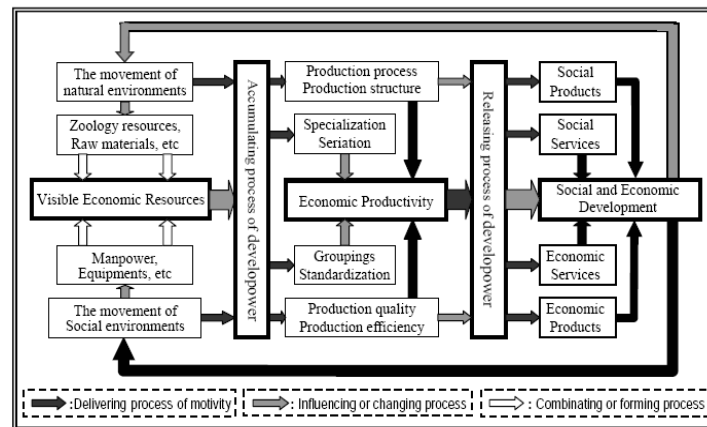 The movement of
natural environments
Zoology resources,
Raw materials, etc
Visible Economic Resources
Manpower,
Equipments, etc
The movement of
Social environments
Accumulating process of developower
Production process
Production structure
Specialization
Seriation
Economic Productivity
Groupings
Standardization
Production quality
Production efficiency
Releasing process of developower
Social
Products
Social
Services
Social and Economic
Development
Economic
Services
Economic
Products
:Delivering process of motivity
: Influencing or changing process
: Combinating or forming process